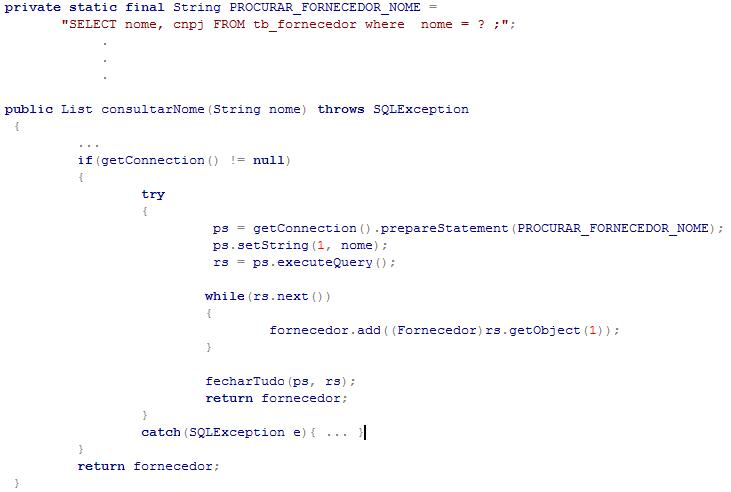 private static final String PROCURAR_FORNECEDOR_NOME =
"SELECT nome, cnpj FROM tb_fornecedor where  nome = ? ;";
.
.
.
public List consultarNome(String nome) throws SQLException
{
...
if(getConnection() != null)
{
try
{
ps = getConnection().prepareStatement(PROCURAR_FORNECEDOR_NOME);
ps.setString(1, nome);
rs = ps.executeQuery();
while(rs.next())
{
fornecedor.add((Fornecedor)rs.getObject(1));
}
fecharTudo(ps, rs);
return fornecedor;
}
catch(SQLException e){ ... }
}
return fornecedor;
}